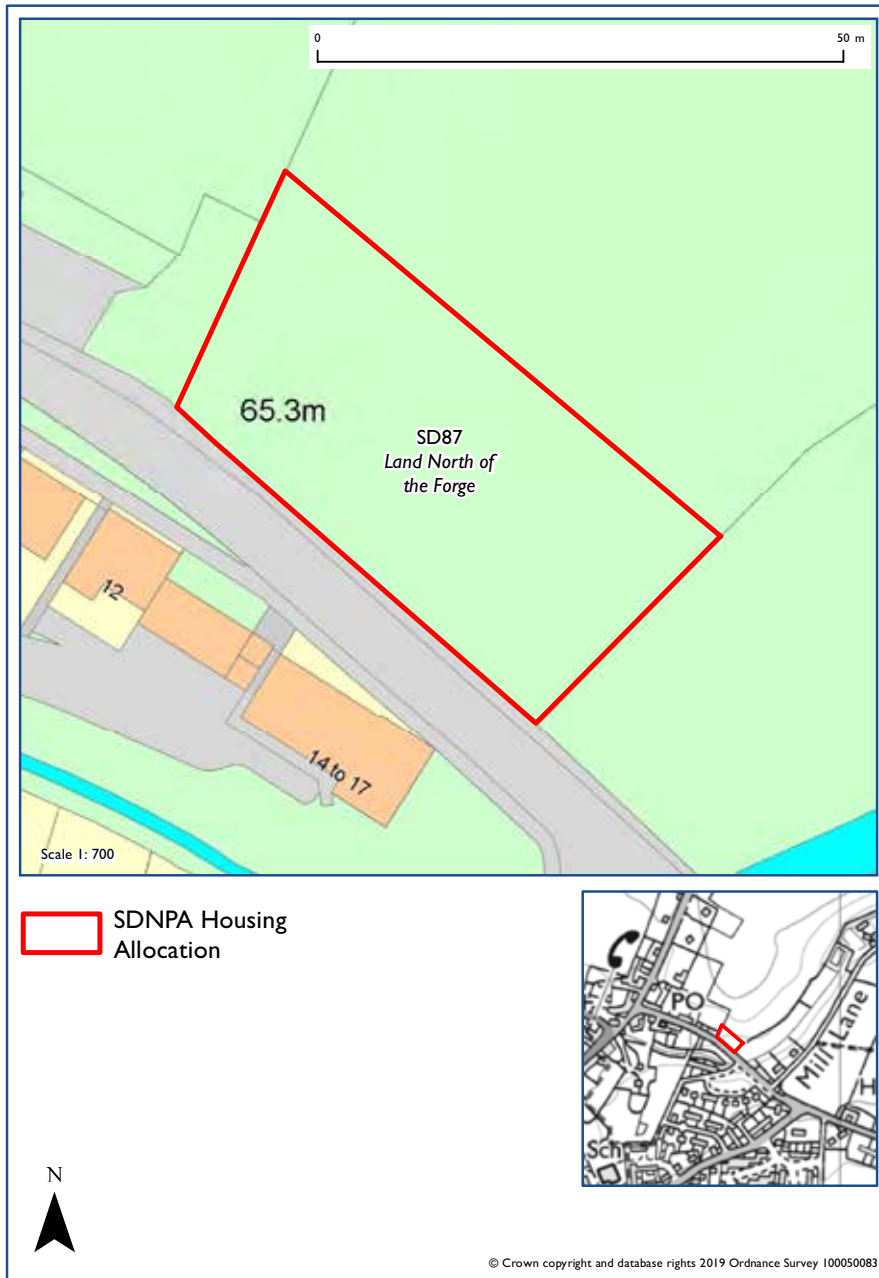 0
50 m
65.3m
SD87
Land North of
the Forge
12
14 to 17
Scale 1: 700
SDNPA Housing
Allocation
PO
Mill Lane
H
Sch
N
© Crown copyright and database rights 2019 Ordnance Survey 100050083